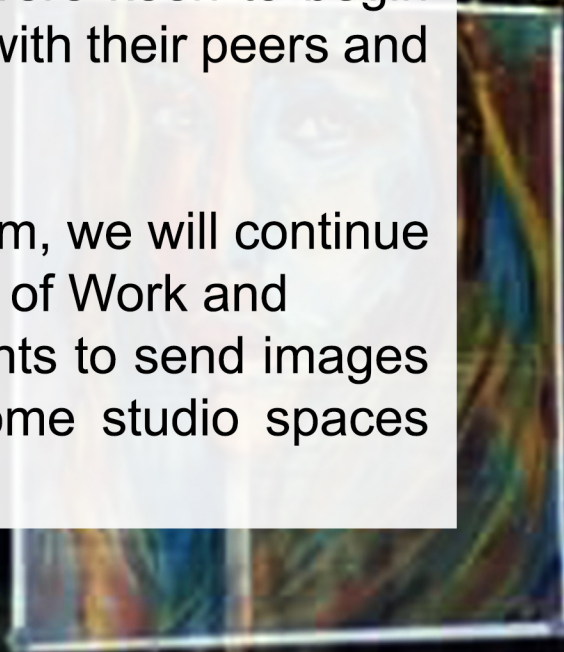 with their peers and
m, we will continue
of Work and
nts to send images
ome studio spaces